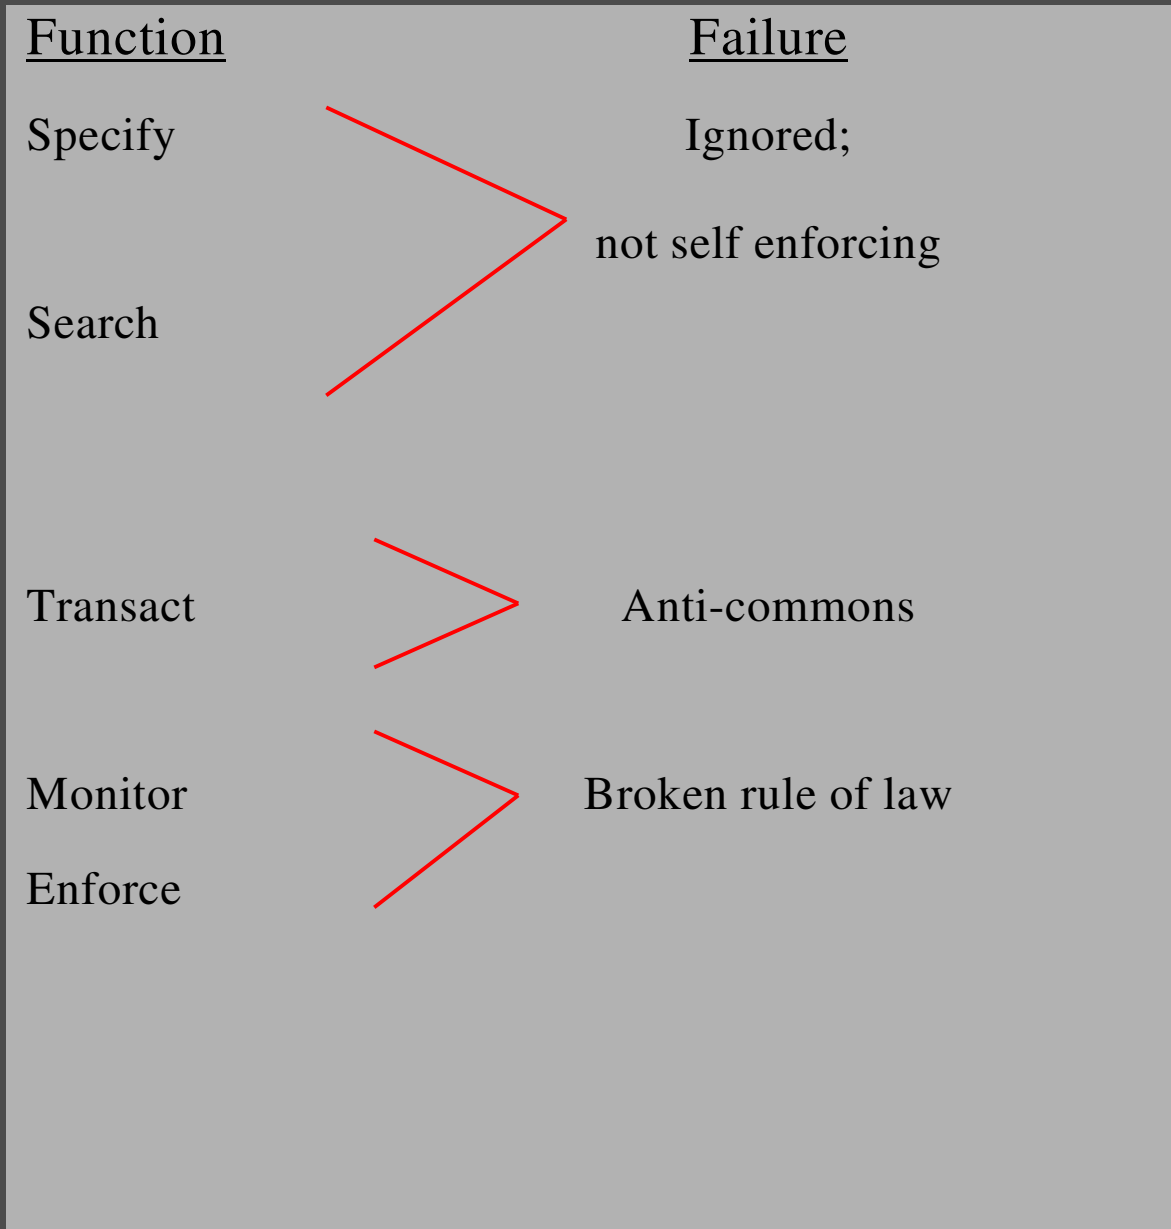 Function Failure
Specify Ignored;
not self enforcing
Search
Transact Anti-commons
Monitor Broken rule of law
Enforce